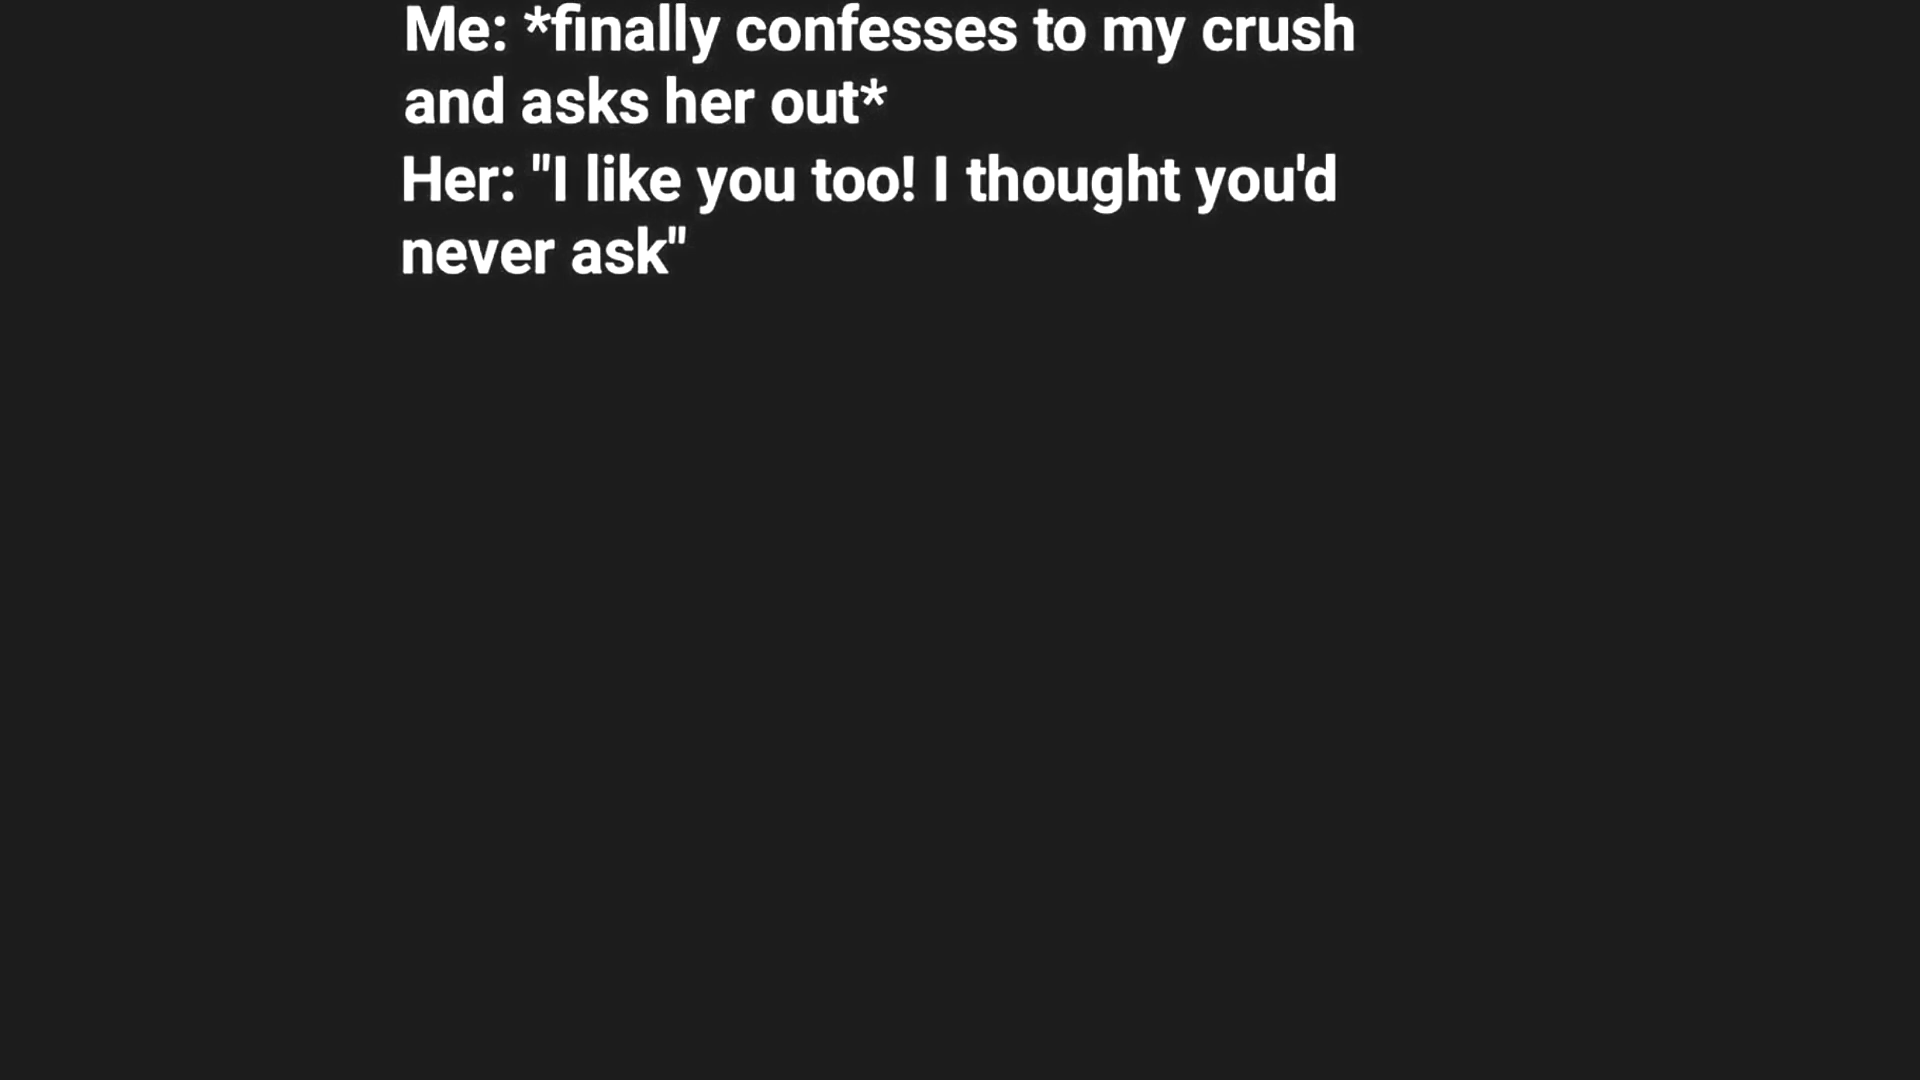 Me: *finally confesses to my crush
and asks her out*
Her: "I like you too! I thought you'd
never ask"